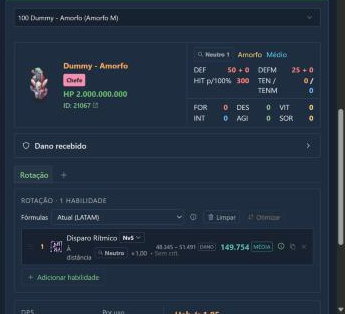 100 Dummy - Amorfo (Amorfo M)
Dummy - Amorfo
Chefe
HP 2.000.000.000
ID: 21067
Neutro 1 Amorfo Médio
DEF 50 + 0 DEFM 25 + 0
HIT p/100% 300 TEN / TENM 0 / 0
FOR 0 DES 0 VIT 0
INT 0 AGI 0 SOR 0
Dano recebido
Rotação +
ROTAÇÃO · 1 HABILIDADE
Fórmulas Atual (LATAM) Limpar Otimizar
1 Disparo Rítmico Nv5
À distância Neutro ×1,00 • Sem crit.
48.345 – 51.491 DANO 149.754 MÉDIA
+ Adicionar habilidade
DPS Por uso